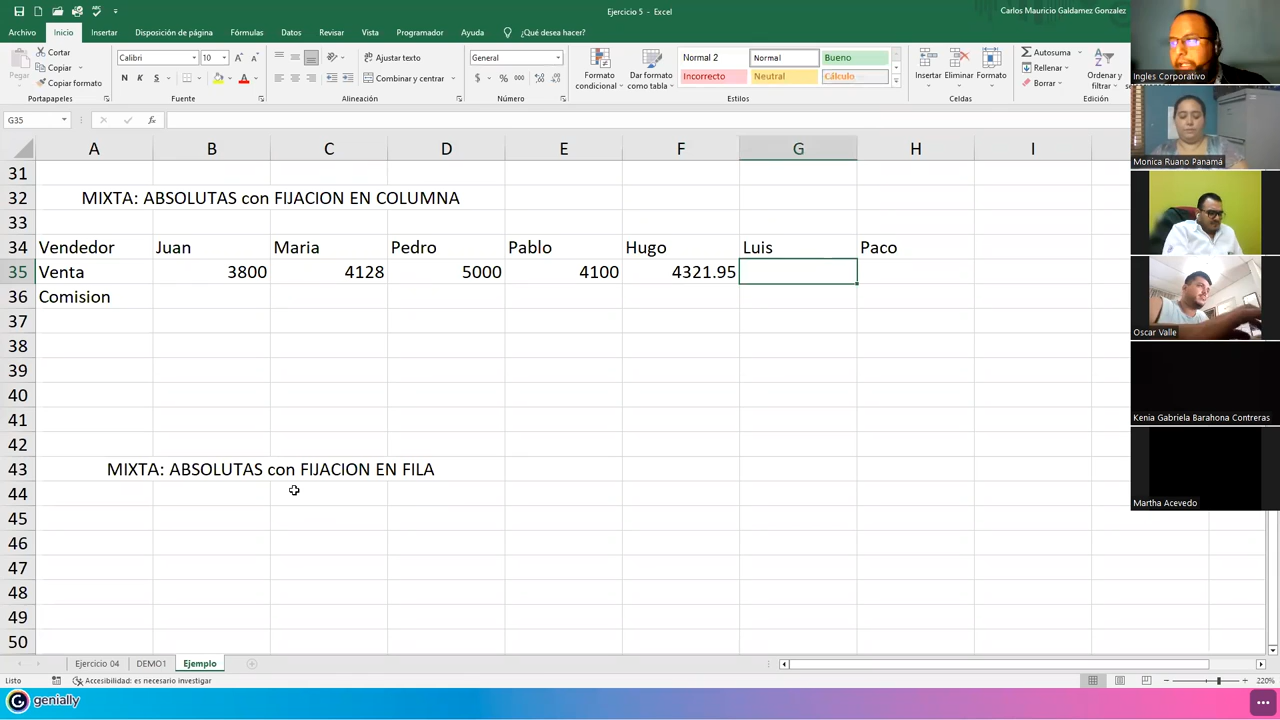 Ejercicio 5 - Excel
Carlos Mauricio Galdamez Gonzalez
Archivo Inicio Insertar Disposición de página Fórmulas Datos Revisar Vista Programador Ayuda ¿Qué desea hacer?
Cortar
Copiar
Copiar formato
Pegar
Portapapeles
Calibri 10
N K S
Fuente
Ajustar texto
Combinar y centrar
Alineación
General
Número
Formato condicional
Dar formato como tabla
Normal 2 Normal Bueno
Incorrecto Neutral Cálculo
Estilos
Insertar Eliminar Formato
Celdas
Autosuma
Rellenar
Borrar
Ordenar y filtrar
Edición
G35
fx
A B C D E F G H I
31
32 MIXTA: ABSOLUTAS con FIJACION EN COLUMNA
33
34 Vendedor Juan Maria Pedro Pablo Hugo Luis Paco
35 Venta 3800 4128 5000 4100 4321.95
36 Comision
37
38
39
40
41
42
43 MIXTA: ABSOLUTAS con FIJACION EN FILA
44
45
46
47
48
49
50
Ejercicio 04 DEMO1 Ejemplo
Listo Accesibilidad: es necesario investigar 220%
genially
Ingles Corporativo
Monica Ruano Panamá
Oscar Valle
Kenia Gabriela Barahona Contreras
Martha Acevedo